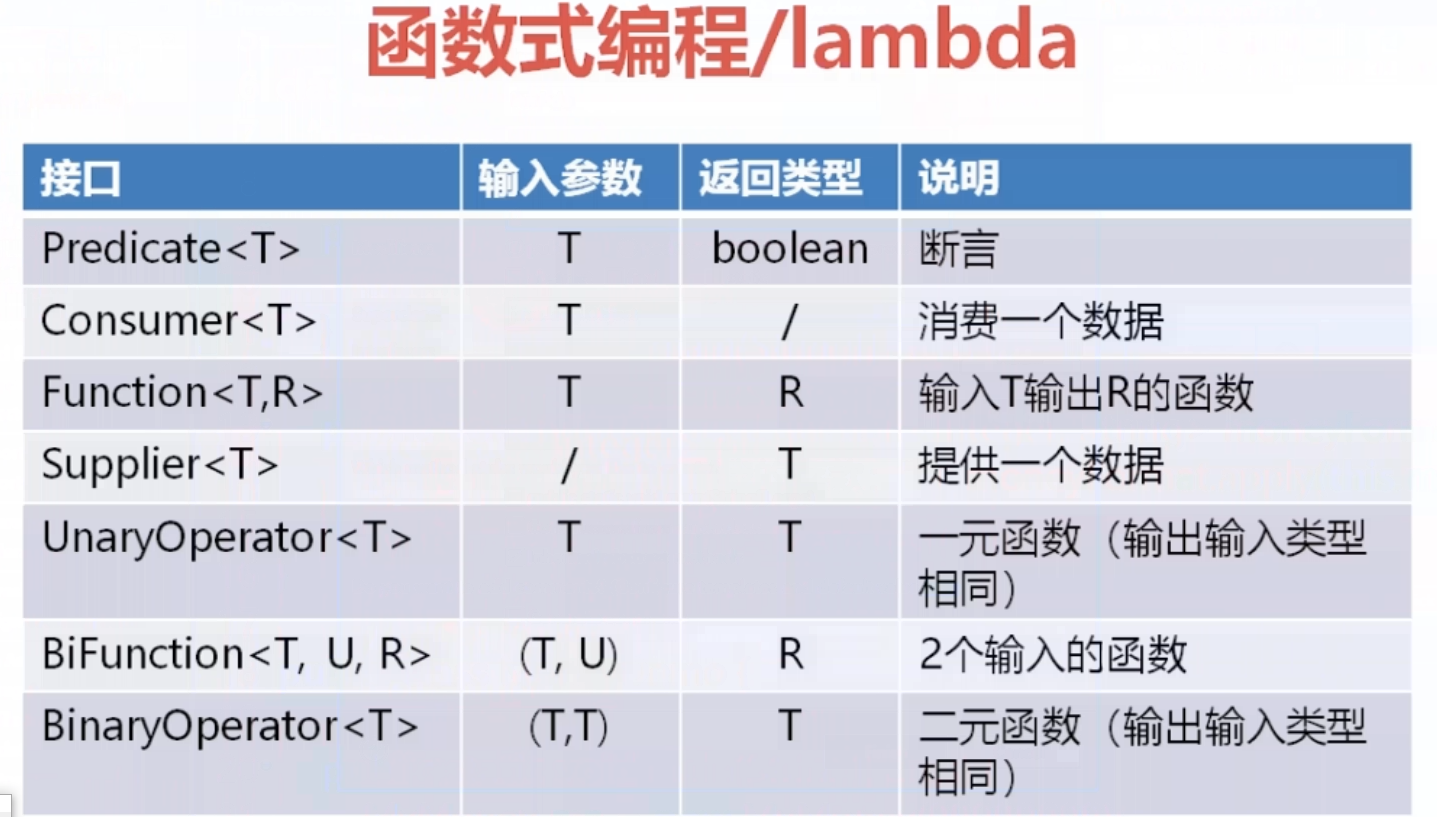 函数式编程/lambda
接口 输入参数 返回类型 说明
Predicate<T> T boolean 断言
Consumer<T> T / 消费一个数据
Function<T,R> T R 输入T输出R的函数
Supplier<T> / T 提供一个数据
UnaryOperator<T> T T 一元函数（输出输入类型
相同）
BiFunction<T, U, R> (T, U) R 2个输入的函数
BinaryOperator<T> (T,T) T 二元函数（输出输入类型
相同）